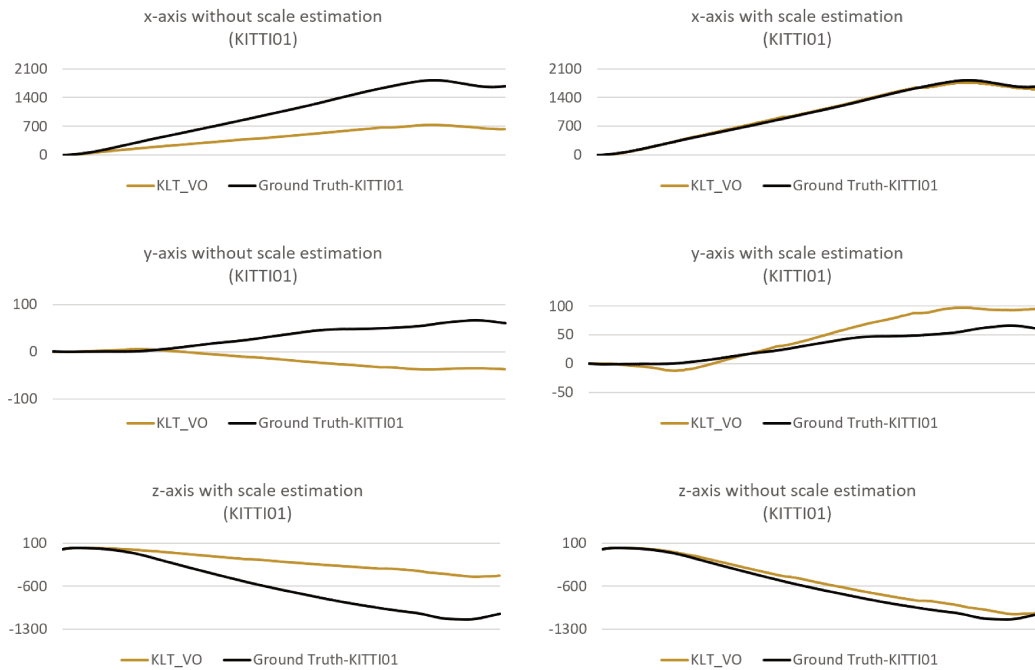 x-axis without scale estimation
(KITTI01)
2100
1400
700
0
KLT_VO Ground Truth-KITTI01
x-axis with scale estimation
(KITTI01)
2100
1400
700
0
KLT_VO Ground Truth-KITTI01
y-axis without scale estimation
(KITTI01)
100
0
-100
KLT_VO Ground Truth-KITTI01
y-axis with scale estimation
(KITTI01)
100
50
0
-50
KLT_VO Ground Truth-KITTI01
z-axis with scale estimation
(KITTI01)
100
-600
-1300
KLT_VO Ground Truth-KITTI01
z-axis without scale estimation
(KITTI01)
100
-600
-1300
KLT_VO Ground Truth-KITTI01